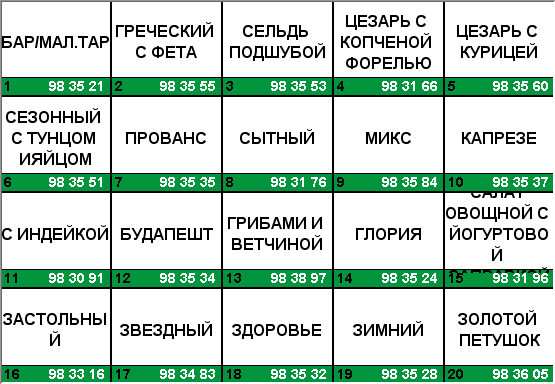 БАР/МАЛ.ТАР
1 98 35 21
ГРЕЧЕСКИЙ
С ФЕТА
2 98 35 55
СЕЛЬДЬ
ПОДШУБОЙ
3 98 35 53
ЦЕЗАРЬ С
КОПЧЕНОЙ
ФОРЕЛЬЮ
4 98 31 66
ЦЕЗАРЬ С
КУРИЦЕЙ
5 98 35 60
СЕЗОННЫЙ
С ТУНЦОМ
ИЯЙЦОМ
6 98 35 51
ПРОВАНС
7 98 35 35
СЫТНЫЙ
8 98 31 76
МИКС
9 98 35 84
КАПРЕЗЕ
10 98 35 37
С ИНДЕЙКОЙ
11 98 30 91
БУДАПЕШТ
12 98 35 34
ГРИБАМИ И
ВЕТЧИНОЙ
13 98 38 97
ГЛОРИЯ
14 98 35 24
САЛАТ
ОВОЩНОЙ С
ЙОГУРТОВО
Й
15 98 31 96
ЗАСТОЛЬНЫ
Й
16 98 33 16
ЗВЕЗДНЫЙ
17 98 34 83
ЗДОРОВЬЕ
18 98 35 32
ЗИМНИЙ
19 98 35 28
ЗОЛОТОЙ
ПЕТУШОК
20 98 36 05